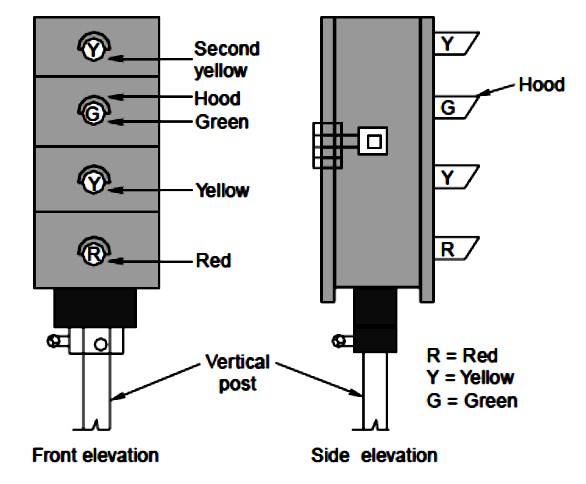 Y
Second
yellow
Hood
G
Green
Y
Yellow
R
Red
Y
Hood
G
Y
R
Vertical
post
R = Red
Y = Yellow
G = Green
Front elevation
Side elevation